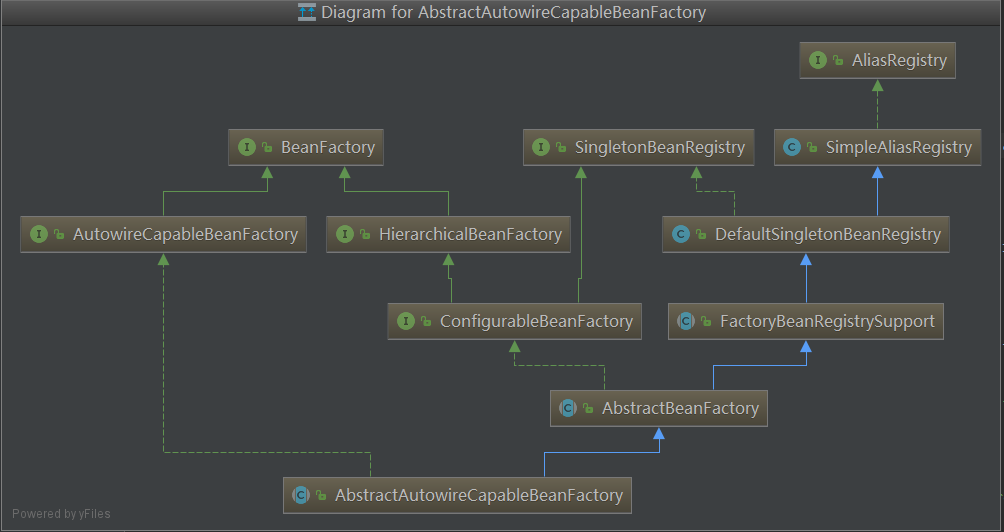 Diagram for AbstractAutowireCapableBeanFactory
I AliasRegistry
I BeanFactory
I SingletonBeanRegistry
C SimpleAliasRegistry
I AutowireCapableBeanFactory
I HierarchicalBeanFactory
C DefaultSingletonBeanRegistry
I ConfigurableBeanFactory
C FactoryBeanRegistrySupport
C AbstractBeanFactory
C AbstractAutowireCapableBeanFactory
Powered by yFiles